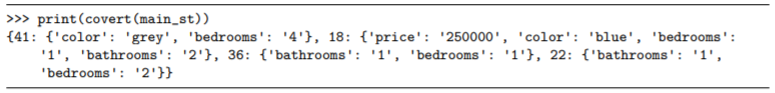 >>> print(covert(main_st))
{41: {'color': 'grey', 'bedrooms': '4'}, 18: {'price': '250000', 'color': 'blue', 'bedrooms':
'1', 'bathrooms': '2'}, 36: {'bathrooms': '1', 'bedrooms': '1'}, 22: {'bathrooms': '1',
'bedrooms': '2'}}